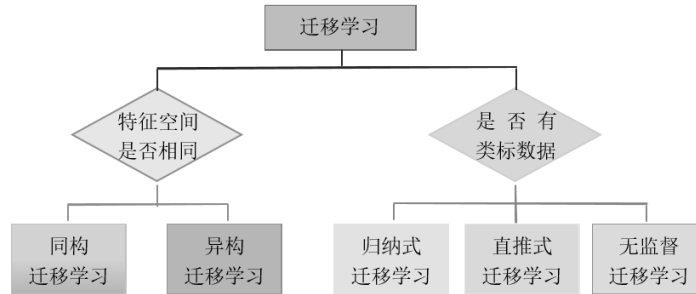 迁移学习
特征空间
是否相同
是 否 有
类标数据
同构
迁移学习
异构
迁移学习
归纳式
迁移学习
直推式
迁移学习
无监督
迁移学习